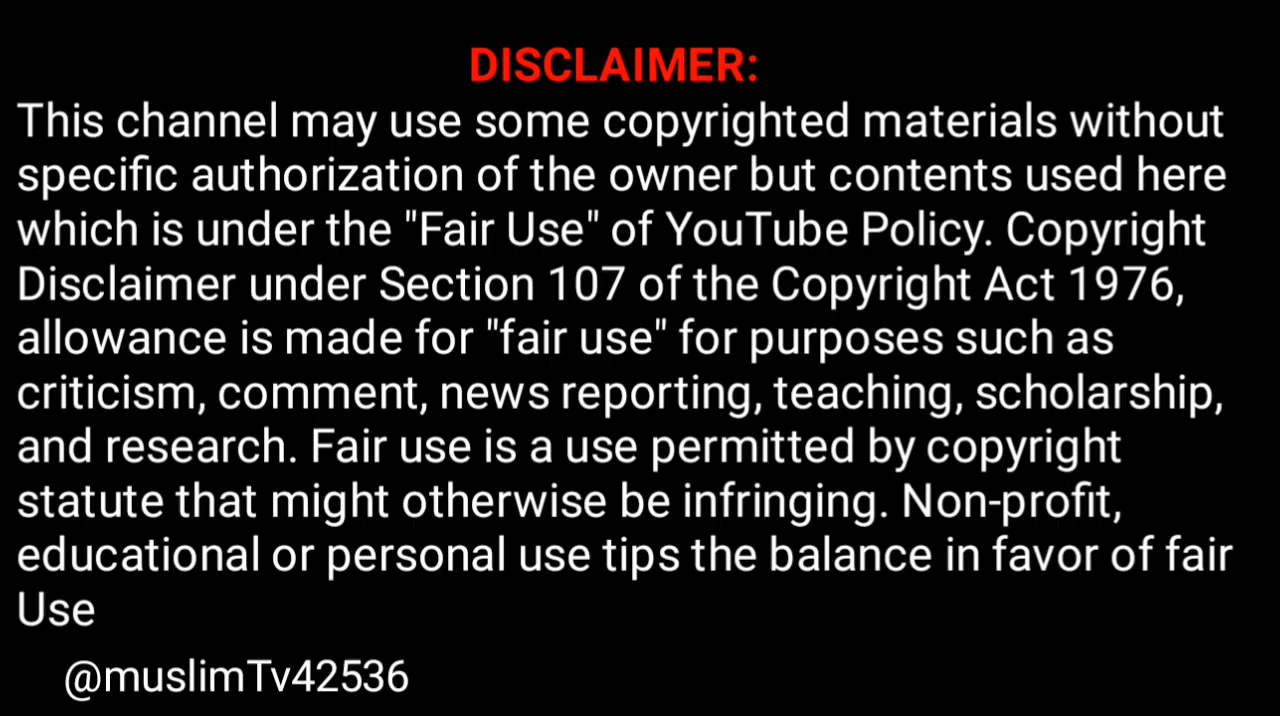 DISCLAIMER:
This channel may use some copyrighted materials without
specific authorization of the owner but contents used here
which is under the "Fair Use" of YouTube Policy. Copyright
Disclaimer under Section 107 of the Copyright Act 1976,
allowance is made for "fair use" for purposes such as
criticism, comment, news reporting, teaching, scholarship,
and research. Fair use is a use permitted by copyright
statute that might otherwise be infringing. Non-profit,
educational or personal use tips the balance in favor of fair
Use
@muslimTv42536